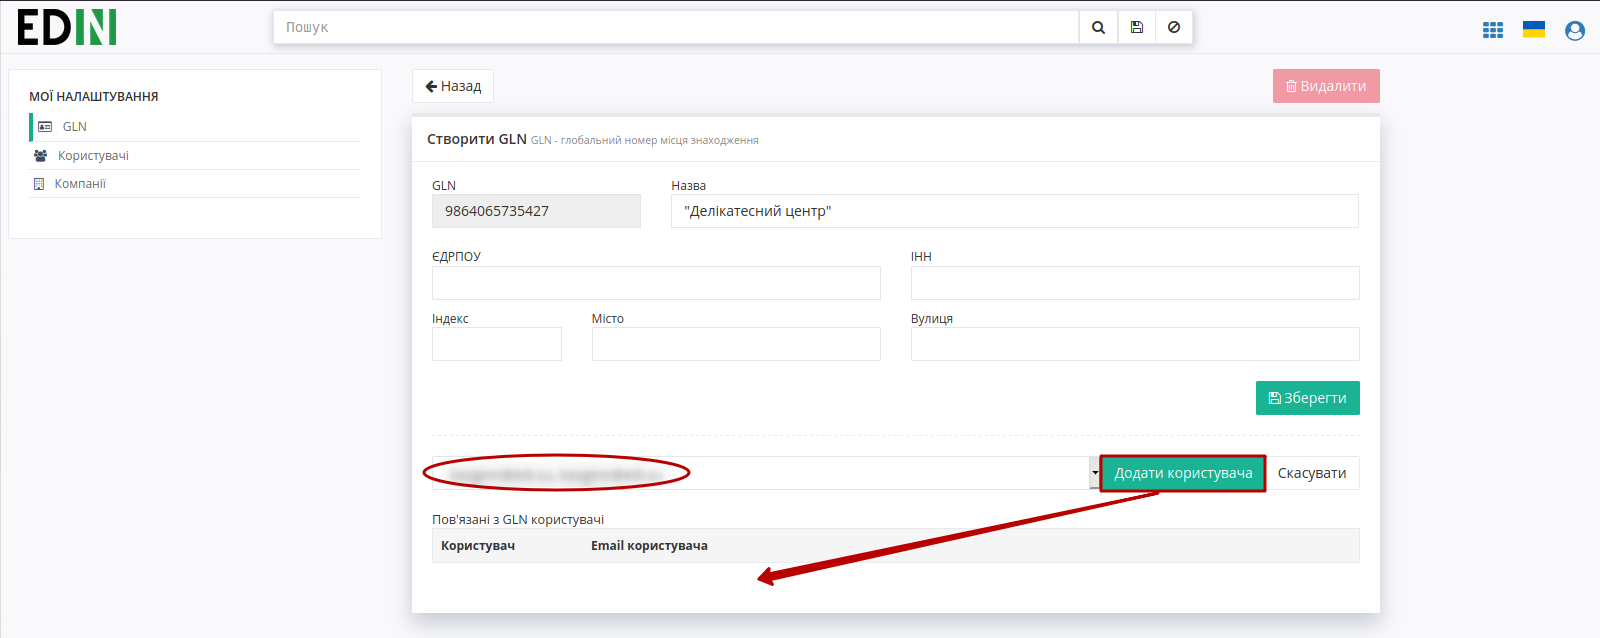 EDIN
Пошук
МОЇ НАЛАШТУВАННЯ
GLN
Користувачі
Компанії
Назад
Видалити
Створити GLN GLN - глобальний номер місця знаходження
GLN Назва
9864065735427 "Делікатесний центр"
ЄДРПОУ ІНН
Індекс Місто Вулиця
Зберегти
Додати користувача Скасувати
Пов'язані з GLN користувачі
Користувач Email користувача